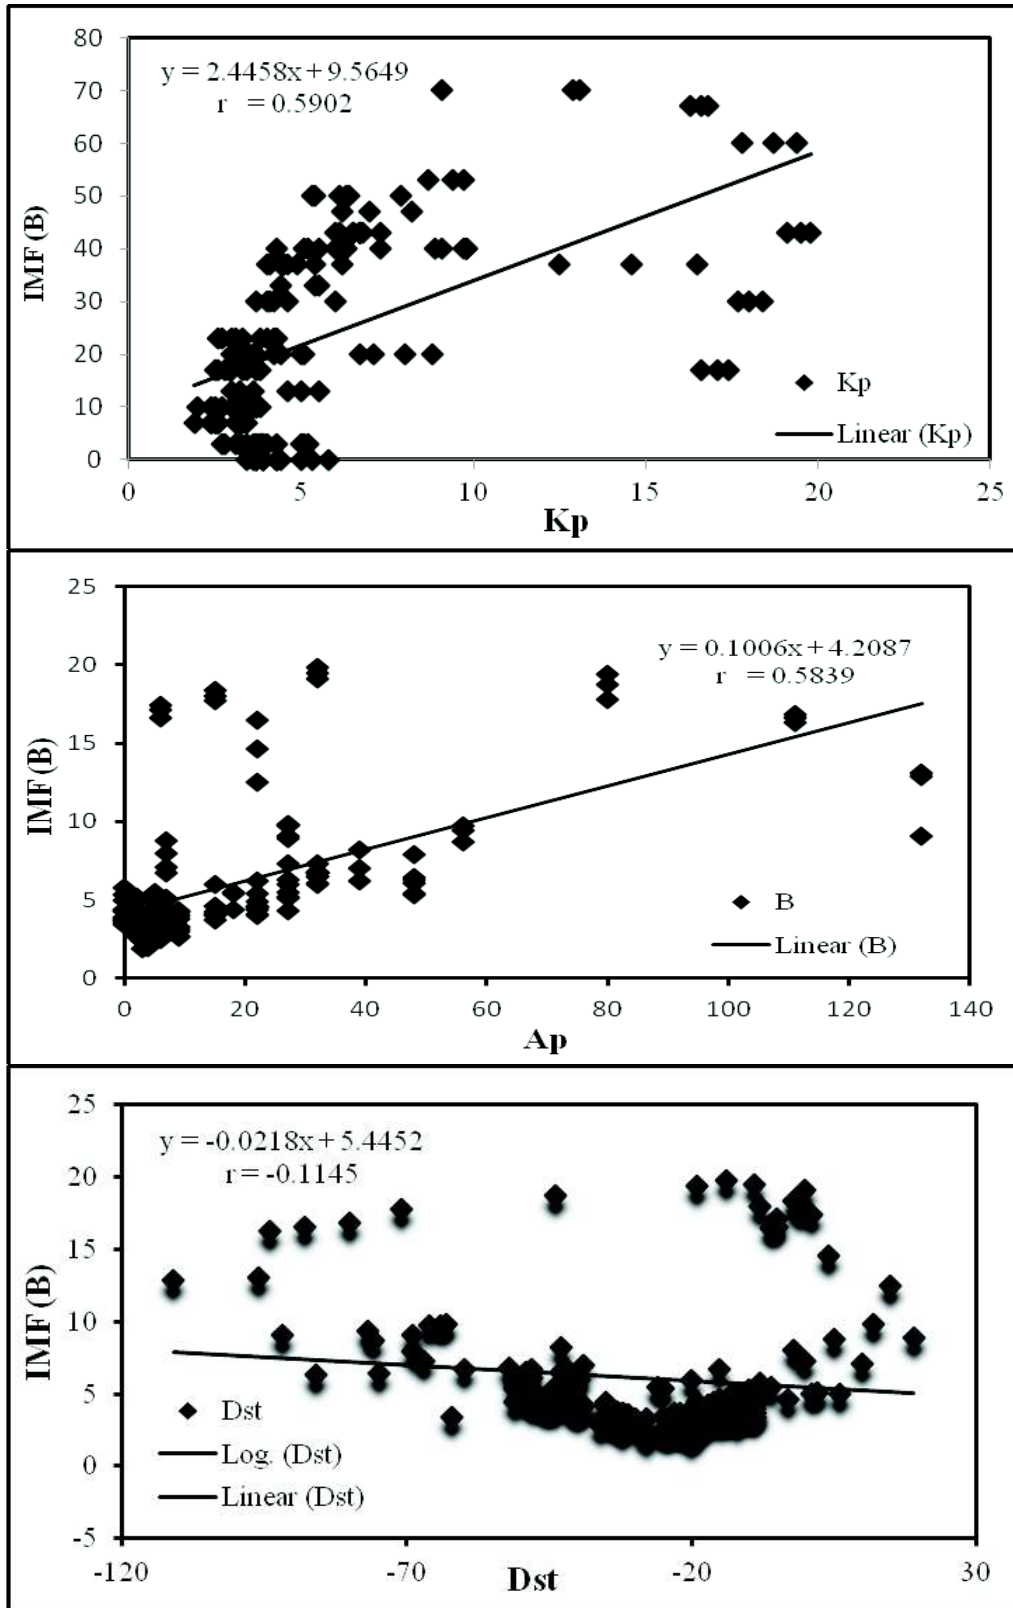 80
70
60
50
40
30
20
10
0
y = 2.4458x + 9.5649
r = 0.5902
IMF (B)
Kp
Linear (Kp)
0 5 10 15 20 25
Kp
25
20
15
10
5
0
y = 0.1006x + 4.2087
r = 0.5839
IMF (B)
B
Linear (B)
0 20 40 60 80 100 120 140
Ap
25
20
15
10
5
0
-5
y = -0.0218x + 5.4452
r = -0.1145
IMF (B)
Dst
Log. (Dst)
Linear (Dst)
-120 -70 -20 30
Dst